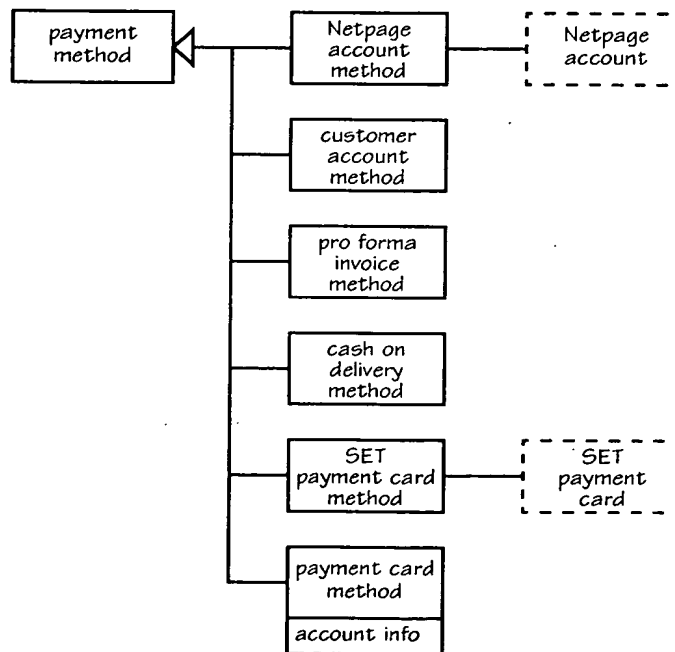 payment
method
Netpage
account
method
Netpage
account
customer
account
method
pro forma
invoice
method
cash on
delivery
method
SET
payment card
method
SET
payment
card
payment card
method
account info